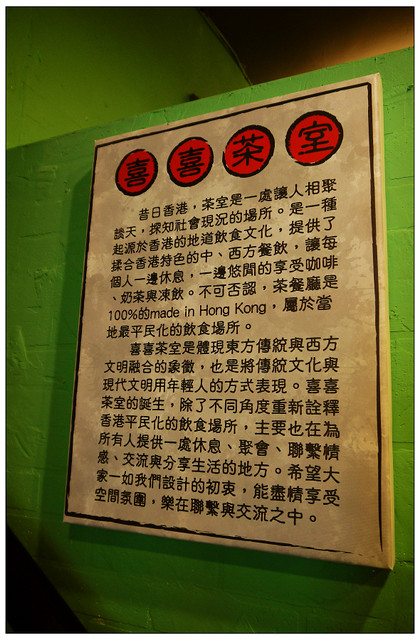 喜喜茶室
昔日香港，茶堂是一處讓人相聚
談天，探知社會現況的場所。是一種
起源於香港的地道飲食文化，提供了
揉合香港特色的中、西方餐飲，讓每
個人一邊休息，一邊悠閒的享受咖啡
、奶茶與凍飲。不可否認，茶餐廳是
100%的made in Hong Kong，屬於當
地最平民化的飲食場所。
喜喜茶室是體現東方傳統與西方
文明融合的象徵，也是將傳統文化與
現代文明用年輕人的方式表現。喜喜
茶室的誕生，除了不同角度重新詮釋
香港平民化的飲食場所，主要也在為
所有人提供一處休息、聚會、聯繫情
感、交流與分享生活的地方。希望大
家一如我們設計的初衷，能盡情享受
空間氛圍，樂在聯繫與交流之中。